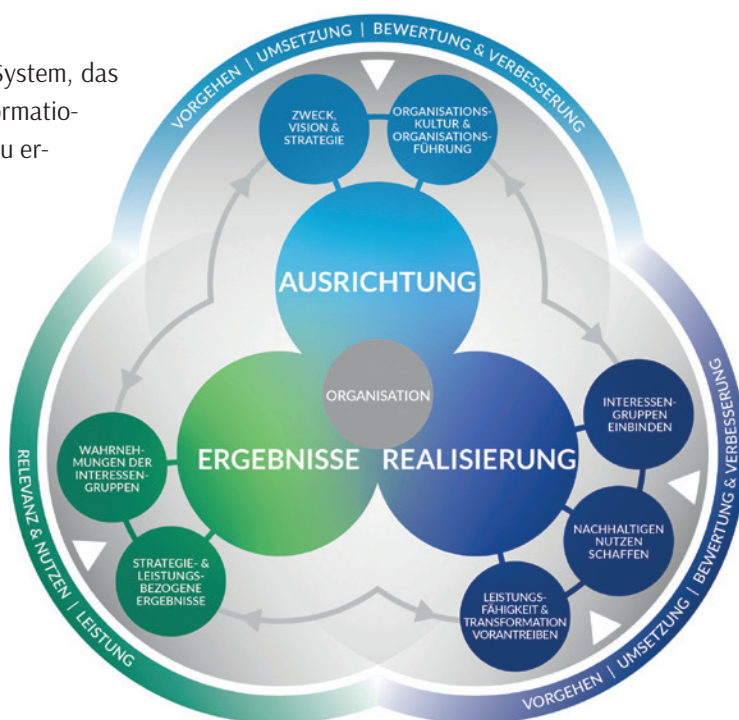 System, das
ormatio-
u er-
VORGEHEN | UMSETZUNG | BEWERTUNG & VERBESSERUNG
ZWECK,
VISION &
STRATEGIE
ORGANISATIONS-
KULTUR &
ORGANISATIONS-
FÜHRUNG
AUSRICHTUNG
ORGANISATION
ERGEBNISSE
REALISIERUNG
WAHRNEH-
MUNGEN DER
INTERESSEN-
GRUPPEN
STRATEGIE- &
LEISTUNGS-
BEZOGENE
ERGEBNISSE
INTERESSEN-
GRUPPEN
EINBINDEN
NACHHALTIGEN
NUTZEN
SCHAFFEN
LEISTUNGS-
FÄHIGKEIT &
TRANSFORMATION
VORANTREIBEN
RELEVANZ & NUTZEN | LEISTUNG
VORGEHEN | UMSETZUNG | BEWERTUNG & VERBESSERUNG